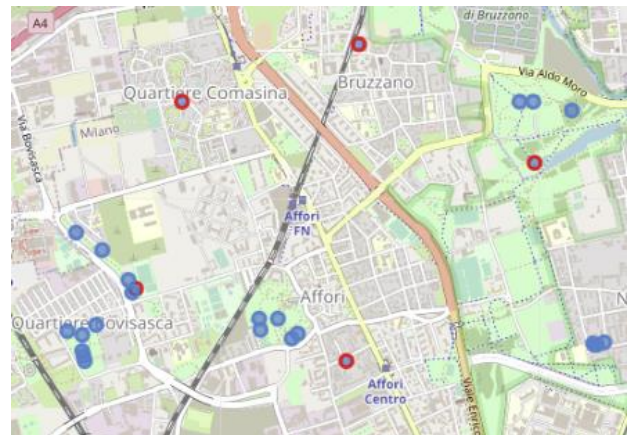 A4
di Bruzzano
Bruzzano
Via Aldo Moro
Quartiere Comasina
Via Bovisasca
Milano
Affori
FN
Affori
Quartiere Bovisasca
N
Affori
Centro
Viale Enrico